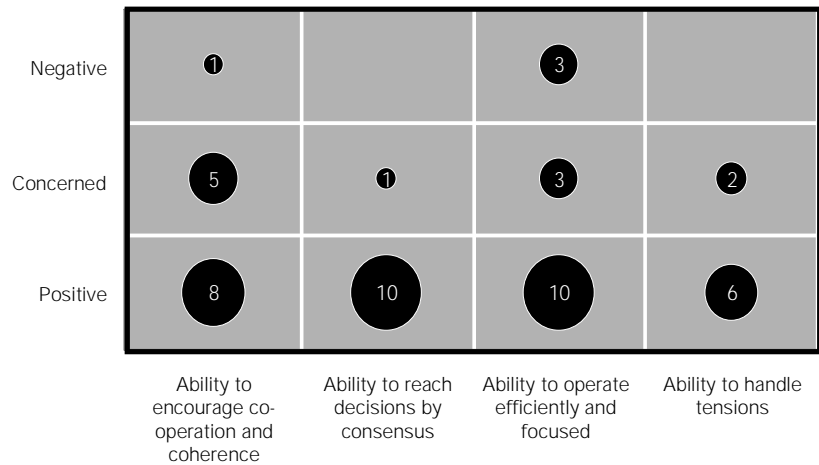 Negative
1
3
Concerned
5
1
3
2
Positive
8
10
10
6
Ability to
encourage co-
operation and
coherence
Ability to reach
decisions by
consensus
Ability to operate
efficiently and
focused
Ability to handle
tensions